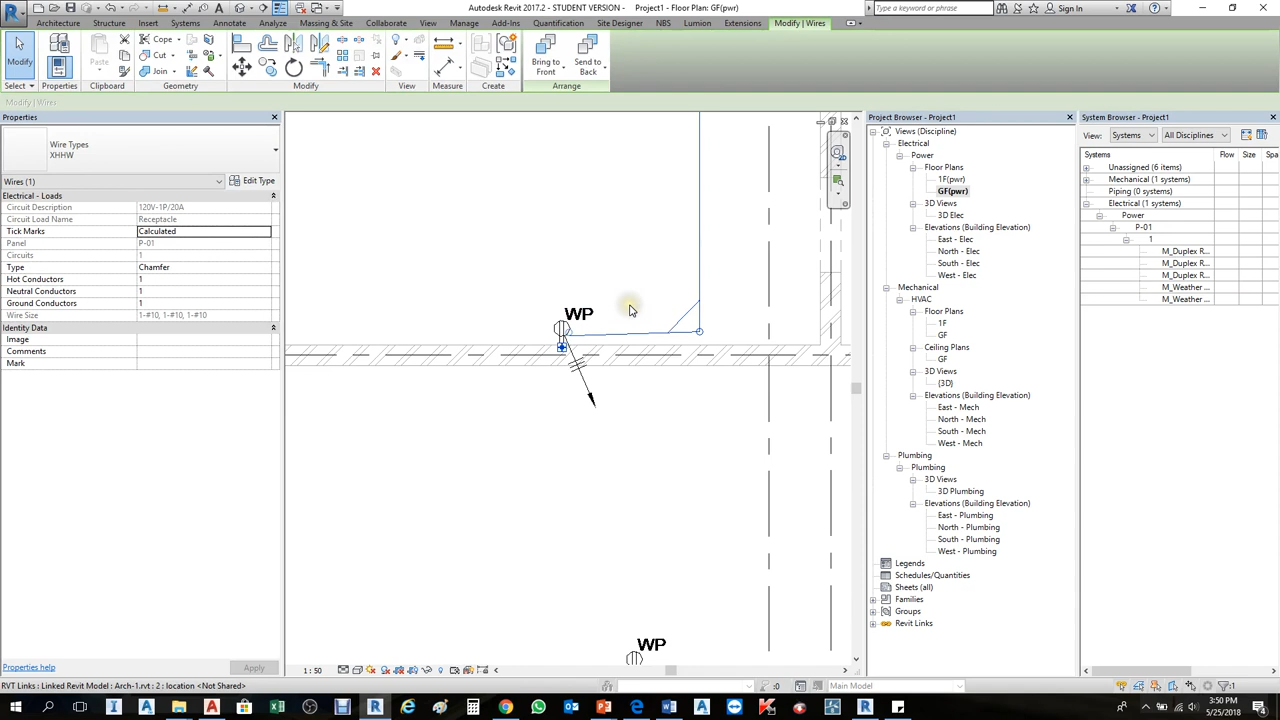 Autodesk Revit 2017.2 - STUDENT VERSION - Project1 - Floor Plan: GF(pwr)
Type a keyword or phrase
Sign In
Architecture Structure Insert Systems Annotate Analyze Massing & Site Collaborate View Manage Add-Ins Quantification Site Designer NBS Lumion Extensions Modify | Wires
Modify
Paste
Cope
Cut
Join
Bring to Front
Send to Back
Select Properties Clipboard Geometry Modify View Measure Create Arrange
Modify | Wires
Properties
Wire Types
XHHW
Wires (1)
Edit Type
Electrical - Loads
Circuit Description 120V-1P/20A
Circuit Load Name Receptacle
Tick Marks Calculated
Panel P-01
Circuits 1
Type Chamfer
Hot Conductors 1
Neutral Conductors 1
Ground Conductors 1
Wire Size 1-#10, 1-#10, 1-#10
Identity Data
Image
Comments
Mark
Properties help
Apply
WP
WP
1 : 50
Project Browser - Project1
Views (Discipline)
Electrical
Power
Floor Plans
1F(pwr)
GF(pwr)
3D Views
3D Elec
Elevations (Building Elevation)
East - Elec
North - Elec
South - Elec
West - Elec
Mechanical
HVAC
Floor Plans
1F
GF
Ceiling Plans
GF
3D Views
{3D}
Elevations (Building Elevation)
East - Mech
North - Mech
South - Mech
West - Mech
Plumbing
Plumbing
3D Views
3D Plumbing
Elevations (Building Elevation)
East - Plumbing
North - Plumbing
South - Plumbing
West - Plumbing
Legends
Schedules/Quantities
Sheets (all)
Families
Groups
Revit Links
System Browser - Project1
View: Systems All Disciplines
Systems Flow Size Spa
Unassigned (6 items)
Mechanical (1 systems)
Piping (0 systems)
Electrical (1 systems)
Power
P-01
1
M_Duplex R...
M_Duplex R...
M_Duplex R...
M_Weather ...
M_Weather ...
RVT Links : Linked Revit Model : Arch-1.rvt : 2 : location <Not Shared>
:0
Main Model
:1
3:50 PM
5/25/2018